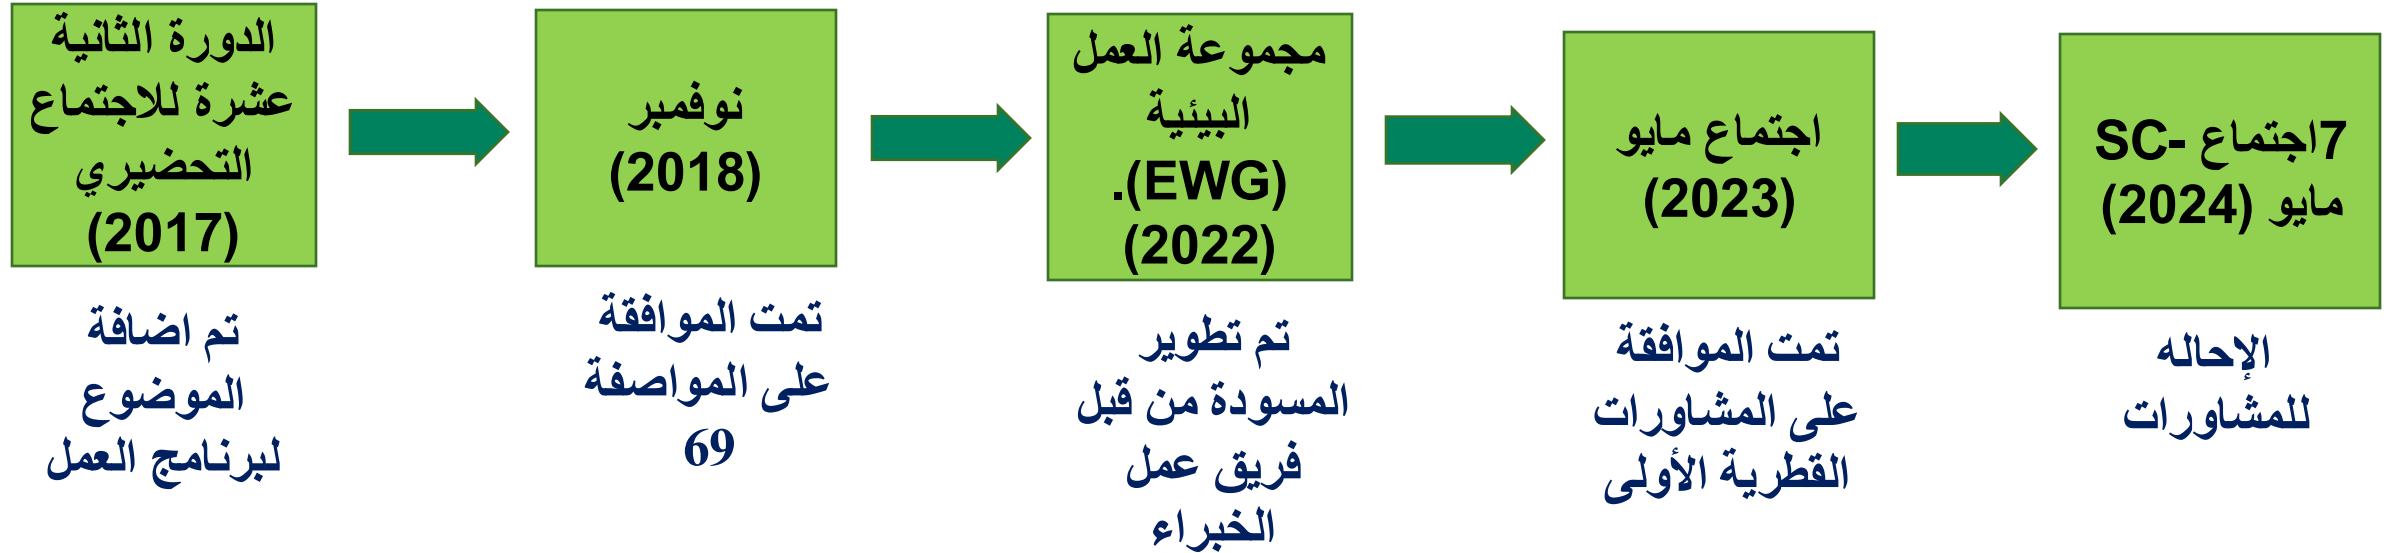 الدورة الثانية
عشرة للاجتماع
التحضيري
(2017)
تم اضافة
الموضوع
لبرنامج العمل
نوفمبر
(2018)
تمت الموافقة
على المواصفة
69
مجموعة العمل
البيئية
(EWG).
(2022)
تم تطوير
المسودة من قبل
فريق عمل
الخبراء
اجتماع مايو
(2023)
تمت الموافقة
على المشاورات
القطرية الأولى
7اجتماع SC-
مايو (2024)
الإحاله
للمشاورات